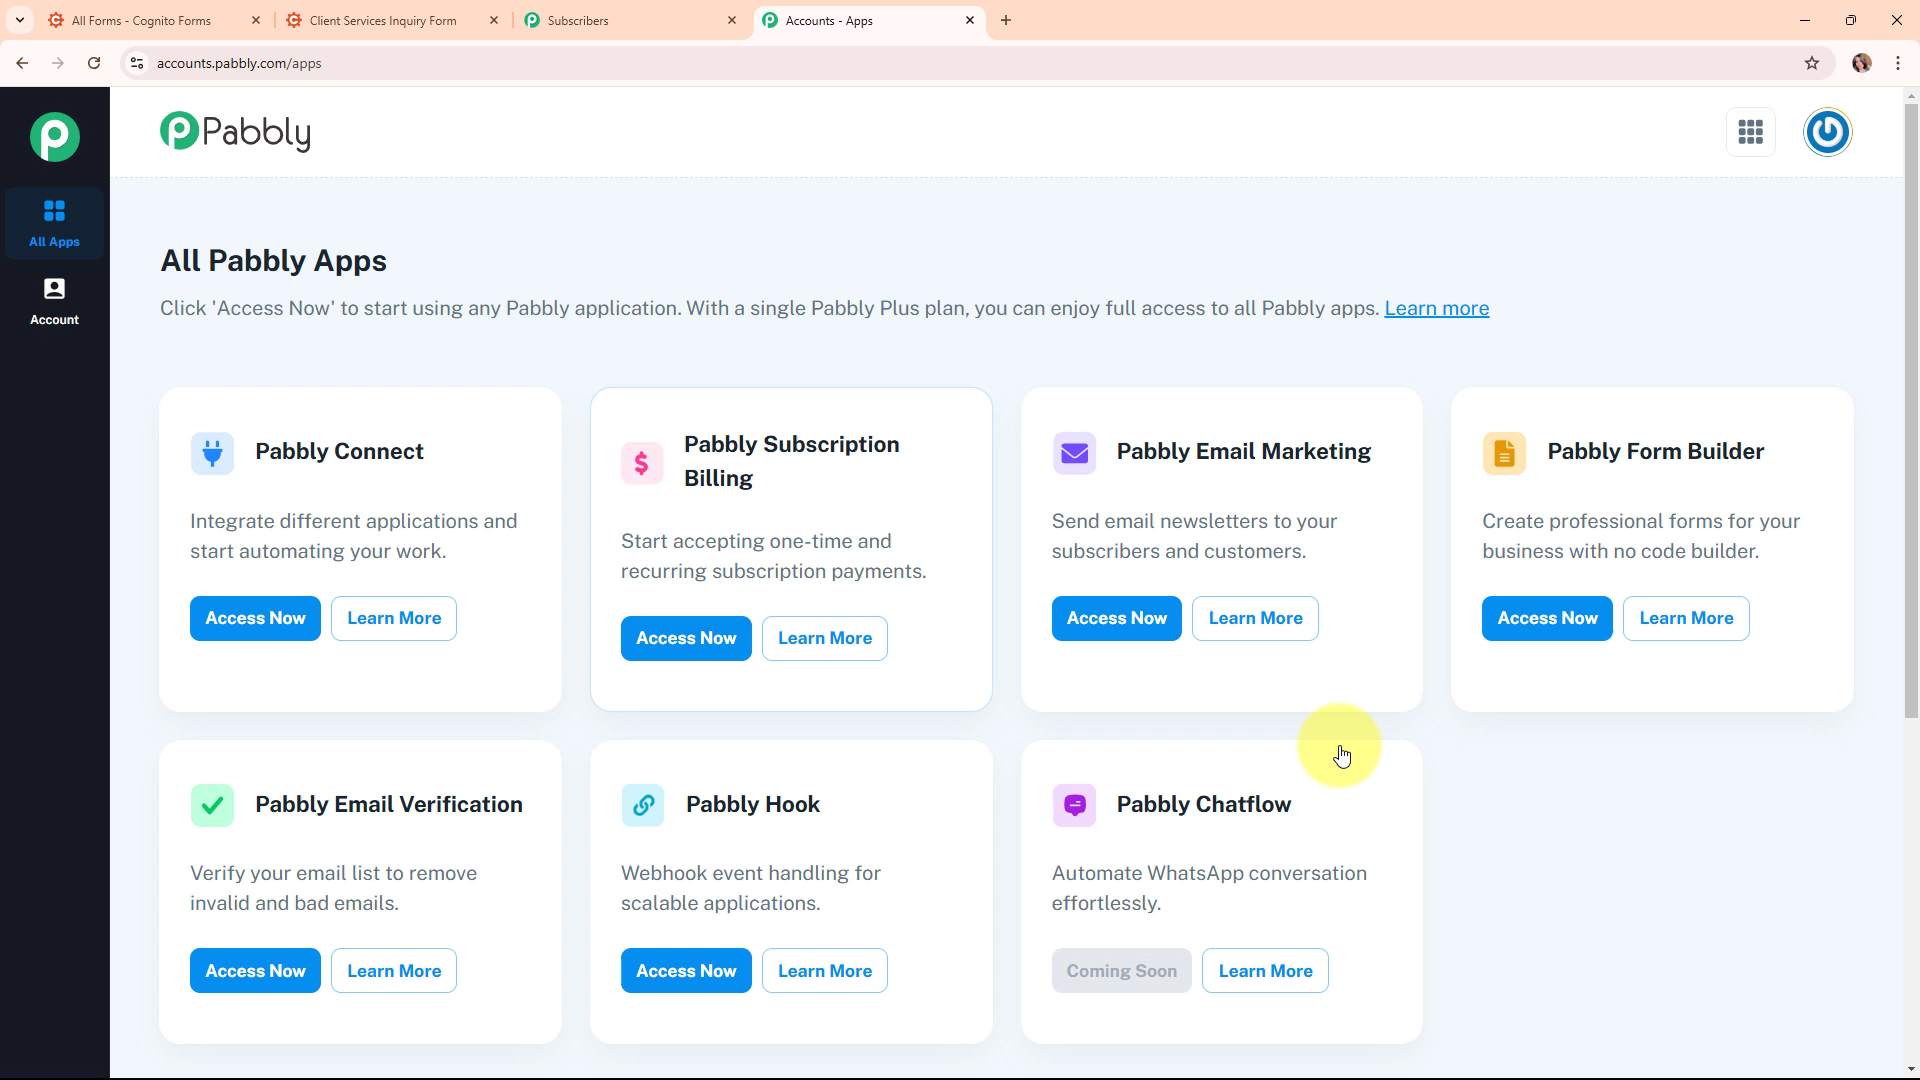 All Forms - Cognito Forms
Client Services Inquiry Form
Subscribers
Accounts - Apps
accounts.pabbly.com/apps
Pabbly
All Apps
Account
All Pabbly Apps
Click 'Access Now' to start using any Pabbly application. With a single Pabbly Plus plan, you can enjoy full access to all Pabbly apps. Learn more
Pabbly Connect
Integrate different applications and
start automating your work.
Access Now
Learn More
Pabbly Subscription
Billing
Start accepting one-time and
recurring subscription payments.
Access Now
Learn More
Pabbly Email Marketing
Send email newsletters to your
subscribers and customers.
Access Now
Learn More
Pabbly Form Builder
Create professional forms for your
business with no code builder.
Access Now
Learn More
Pabbly Email Verification
Verify your email list to remove
invalid and bad emails.
Access Now
Learn More
Pabbly Hook
Webhook event handling for
scalable applications.
Access Now
Learn More
Pabbly Chatflow
Automate WhatsApp conversation
effortlessly.
Coming Soon
Learn More